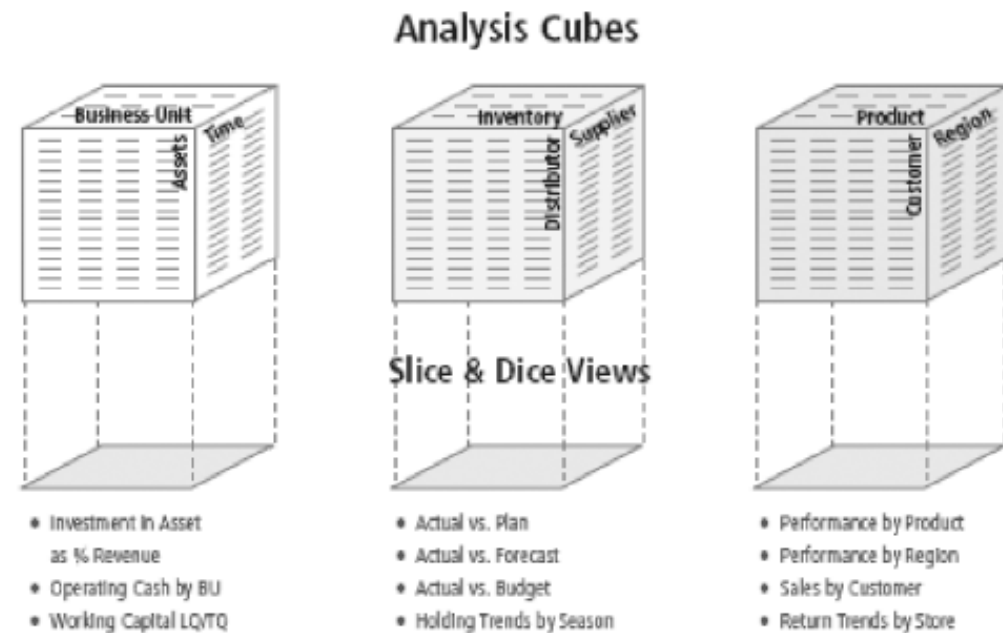 Analysis Cubes
Business Unit
Time
Assets
Inventory
Supplier
Distributor
Product
Region
Customer
Slice & Dice Views
• Investment in Asset
as % Revenue
• Operating Cash by BU
• Working Capital LQ/TQ
• Actual vs. Plan
• Actual vs. Forecast
• Actual vs. Budget
• Holding Trends by Season
• Performance by Product
• Performance by Region
• Sales by Customer
• Return Trends by Store